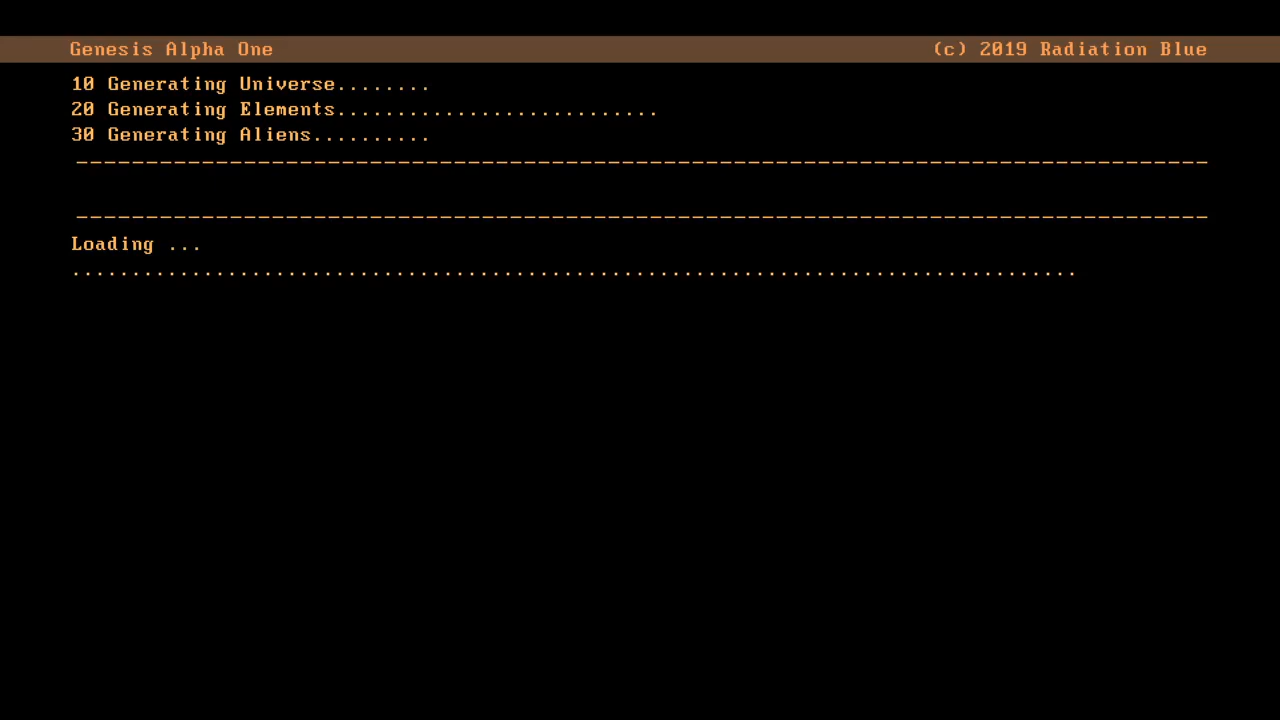 Genesis Alpha One (c) 2019 Radiation Blue
10 Generating Universe........
20 Generating Elements...........................
30 Generating Aliens..........
---------------------------------------------------------------------------------
---------------------------------------------------------------------------------
Loading ...
....................................................................................